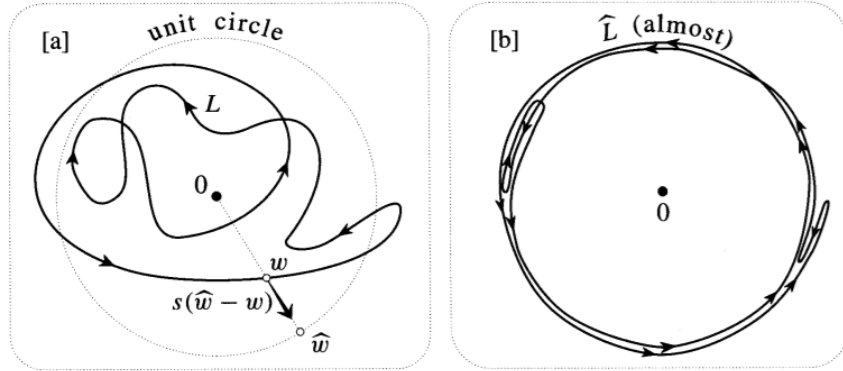 [a]
unit circle
L
0
w
s(ŵ − w)
ŵ
[b]
L̂ (almost)
0